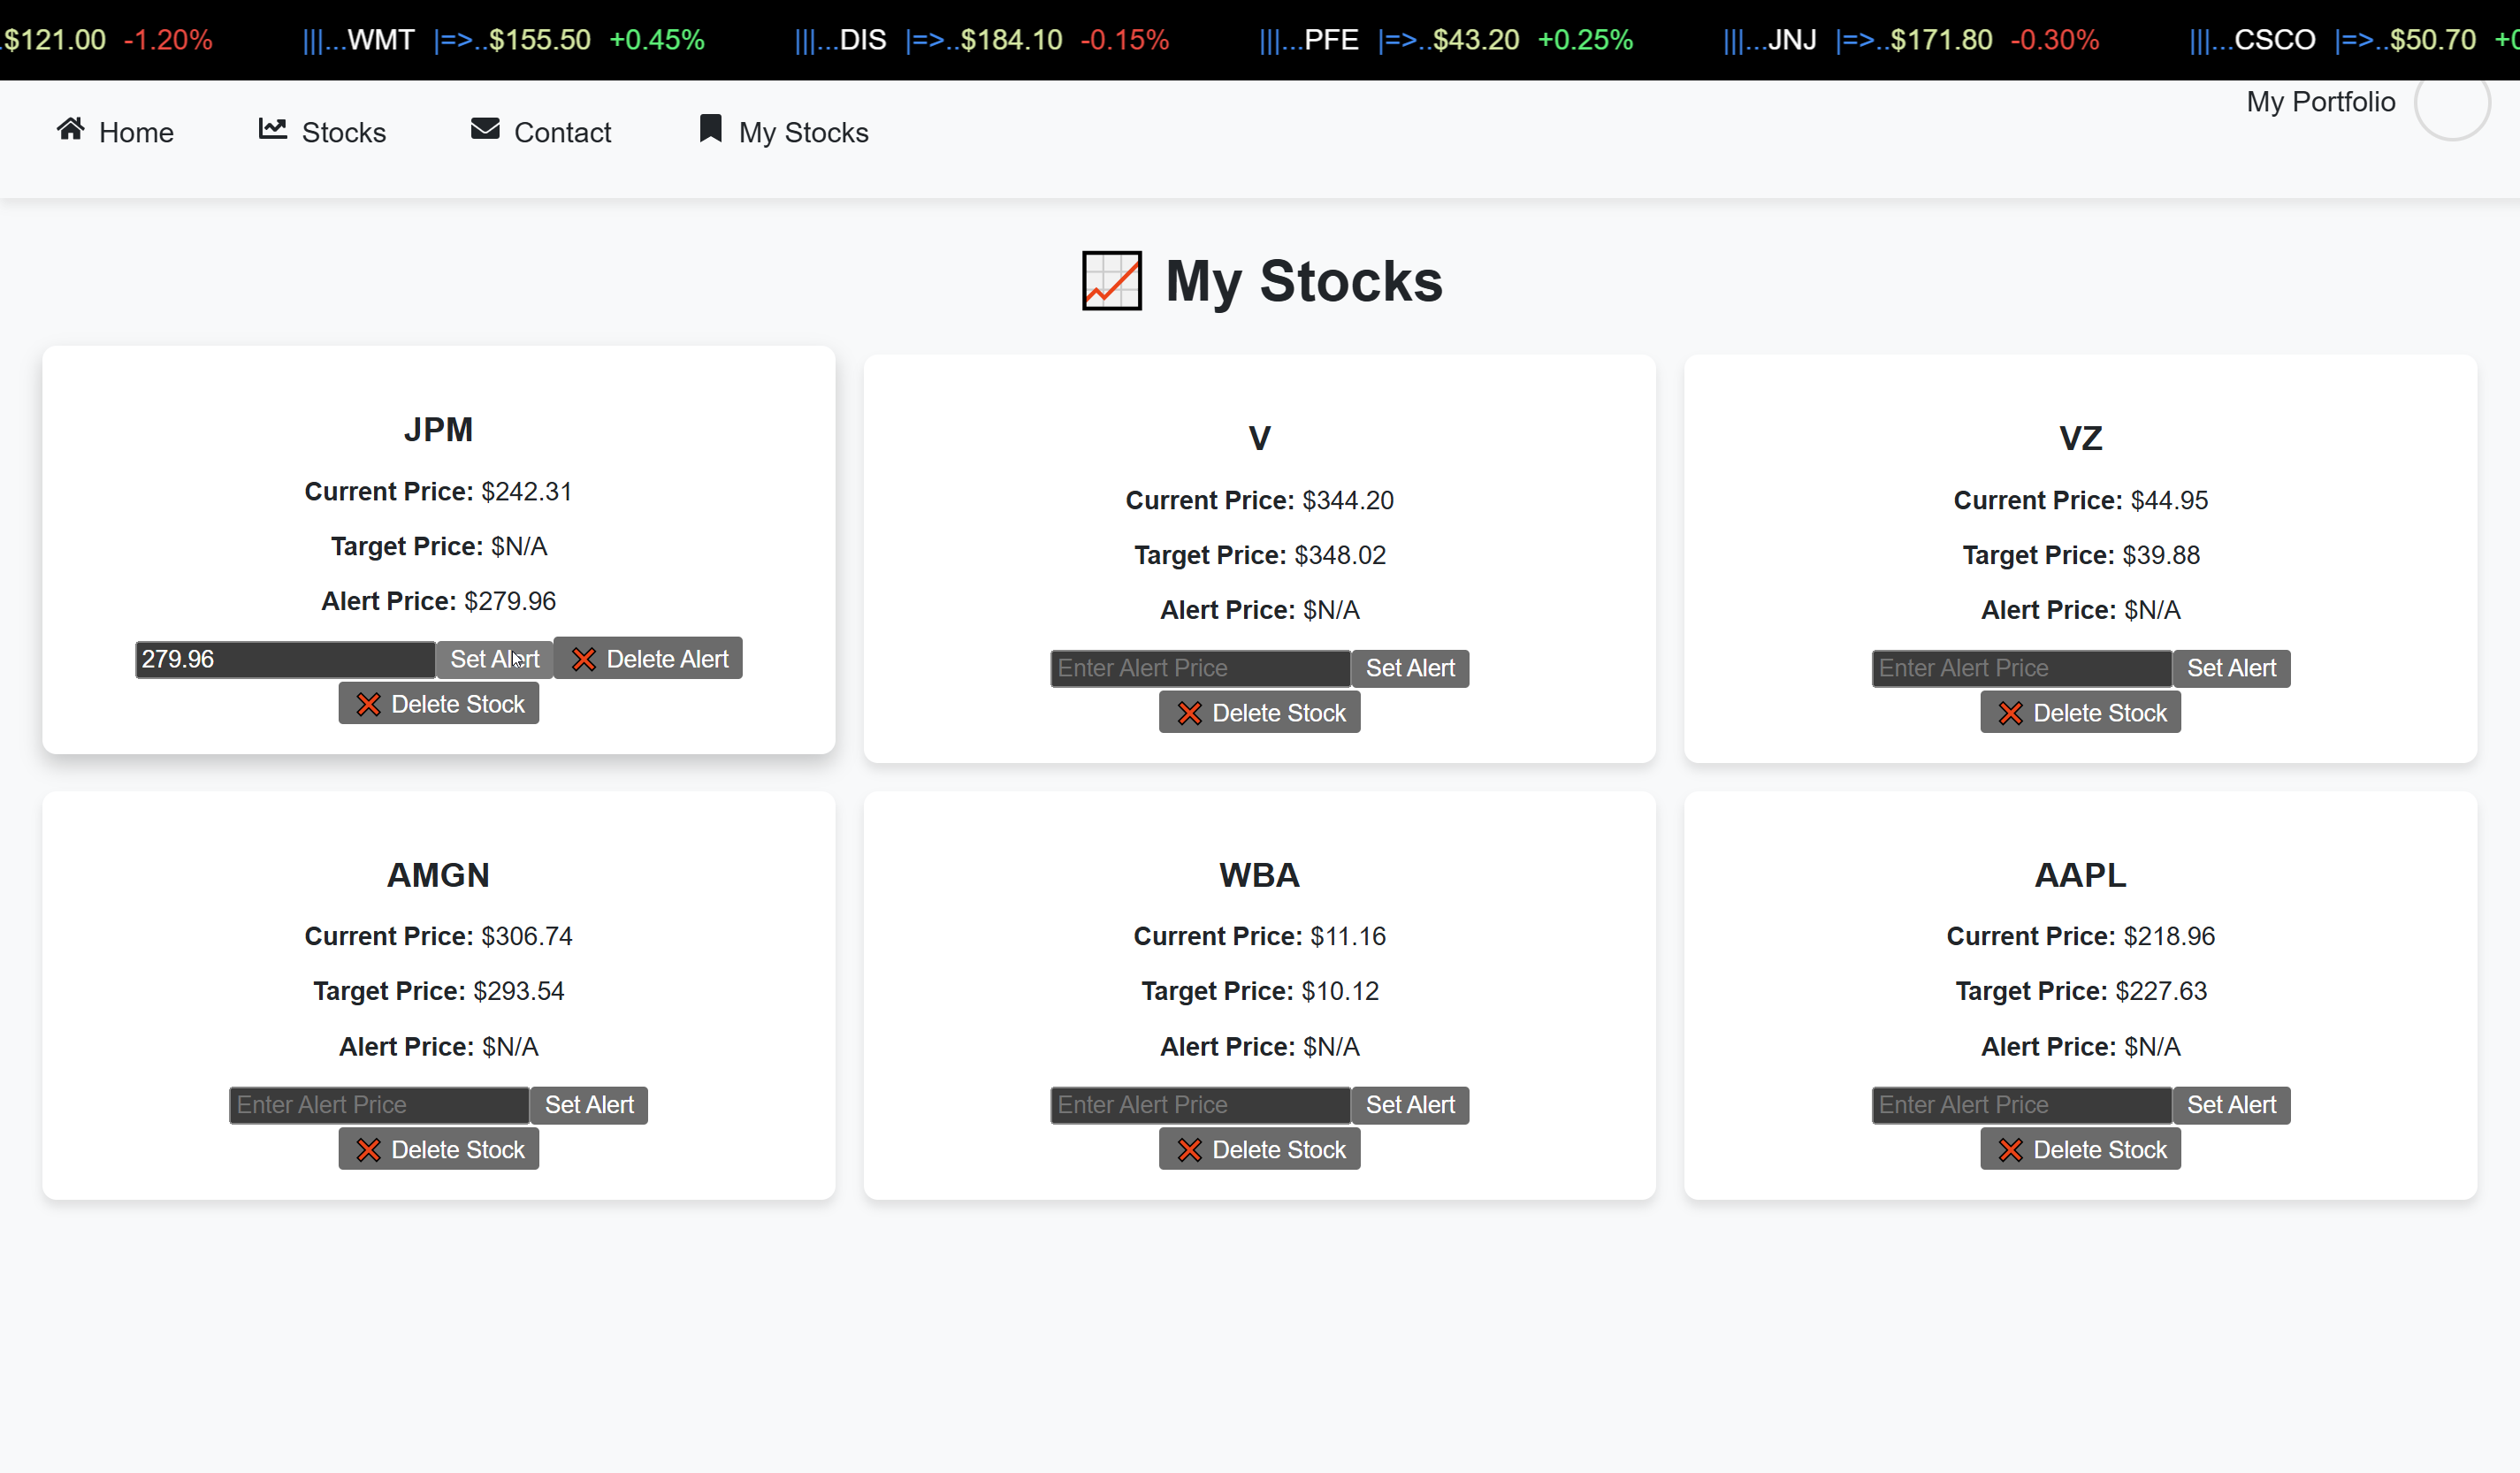 .$121.00 -1.20% |||...WMT |=>..$155.50 +0.45% |||...DIS |=>..$184.10 -0.15% |||...PFE |=>..$43.20 +0.25% |||...JNJ |=>..$171.80 -0.30% |||...CSCO |=>..$50.70
Home Stocks Contact My Stocks My Portfolio
My Stocks
JPM
Current Price: $242.31
Target Price: $N/A
Alert Price: $279.96
279.96 Set Alert Delete Alert
Delete Stock
V
Current Price: $344.20
Target Price: $348.02
Alert Price: $N/A
Enter Alert Price Set Alert
Delete Stock
VZ
Current Price: $44.95
Target Price: $39.88
Alert Price: $N/A
Enter Alert Price Set Alert
Delete Stock
AMGN
Current Price: $306.74
Target Price: $293.54
Alert Price: $N/A
Enter Alert Price Set Alert
Delete Stock
WBA
Current Price: $11.16
Target Price: $10.12
Alert Price: $N/A
Enter Alert Price Set Alert
Delete Stock
AAPL
Current Price: $218.96
Target Price: $227.63
Alert Price: $N/A
Enter Alert Price Set Alert
Delete Stock